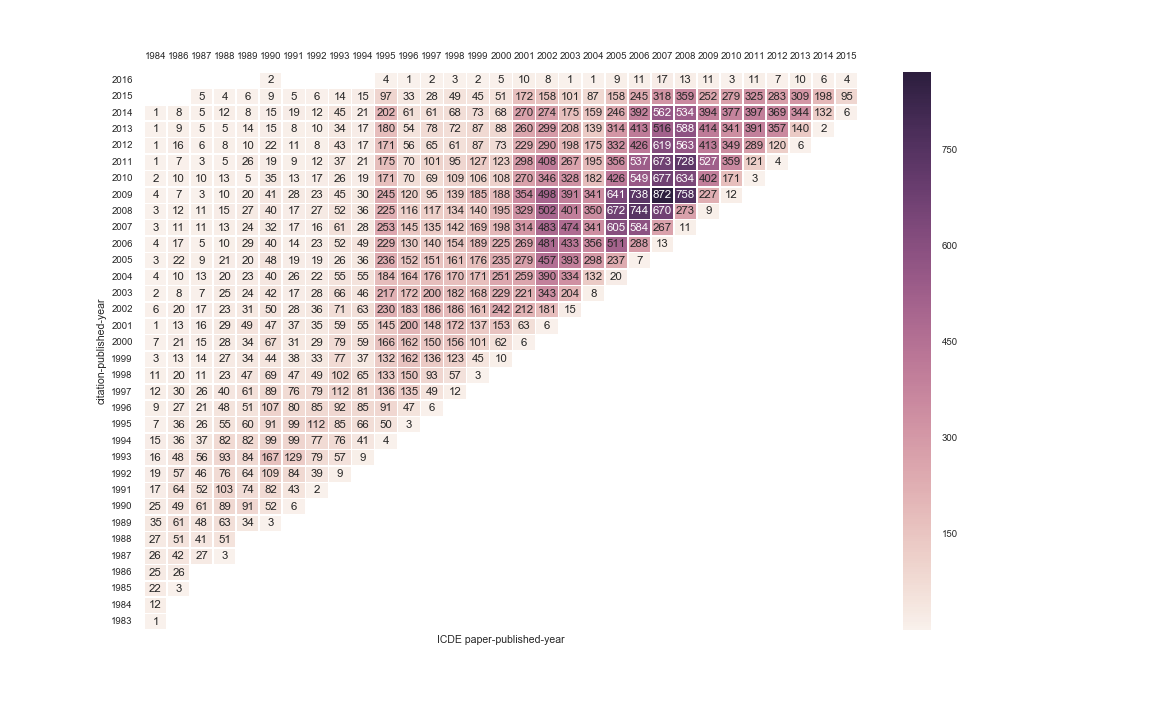 1984 1986 1987 1988 1989 1990 1991 1992 1993 1994 1995 1996 1997 1998 1999 2000 2001 2002 2003 2004 2005 2006 2007 2008 2009 2010 2011 2012 2013 2014 2015
2016 2 4 1 2 3 2 5 10 8 1 1 9 11 17 13 11 3 11 7 10 6 4
2015 5 4 6 9 5 6 14 15 97 33 28 49 45 51 172 158 101 87 158 245 318 359 252 279 325 283 309 198 95
2014 1 8 5 12 8 15 19 12 45 21 202 61 61 68 73 68 270 274 175 159 246 392 562 534 394 377 397 369 344 132 6
2013 1 9 5 5 14 15 8 10 34 17 180 54 78 72 87 88 260 299 208 139 314 413 516 588 414 341 391 357 140 2
2012 1 16 6 8 10 22 11 8 43 17 171 56 65 61 87 73 229 290 198 175 332 426 619 563 413 349 289 120 6
2011 1 7 3 5 26 19 9 12 37 21 175 70 101 95 127 123 298 408 267 195 356 537 673 728 527 359 121 4
2010 2 10 10 13 5 35 13 17 26 19 171 70 69 109 106 108 270 346 328 182 426 549 677 634 402 171 3
2009 4 7 3 10 20 41 28 23 45 30 245 120 95 139 185 188 354 498 391 341 641 738 872 758 227 12
2008 3 12 11 15 27 40 17 27 52 36 225 116 117 134 140 195 329 502 401 350 672 744 670 273 9
2007 3 11 11 13 24 32 17 16 61 28 253 145 135 142 169 198 314 483 474 341 605 584 267 11
2006 4 17 5 10 29 40 14 23 52 49 229 130 140 154 189 225 269 481 433 356 511 288 13
2005 3 22 9 21 20 48 19 19 26 36 236 152 151 161 176 235 279 457 393 298 237 7
2004 4 10 13 20 23 40 26 22 55 55 184 164 176 170 171 251 259 390 334 132 20
2003 2 8 7 25 24 42 17 28 66 46 217 172 200 182 168 229 221 343 204 8
2002 6 20 17 23 31 50 28 36 71 63 230 183 186 186 161 242 212 181 15
2001 1 13 16 29 49 47 37 35 59 55 145 200 148 172 137 153 63 6
2000 7 21 15 28 34 67 31 29 79 59 166 162 150 156 101 62 6
1999 3 13 14 27 34 44 38 33 77 37 132 162 136 123 45 10
1998 11 20 11 23 47 69 47 49 102 65 133 150 93 57 3
1997 12 30 26 40 61 89 76 79 112 81 136 135 49 12
1996 9 27 21 48 51 107 80 85 92 85 91 47 6
1995 7 36 26 55 60 91 99 112 85 66 50 3
1994 15 36 37 82 82 99 99 77 76 41 4
1993 16 48 56 93 84 167 129 79 57 9
1992 19 57 46 76 64 109 84 39 9
1991 17 64 52 103 74 82 43 2
1990 25 49 61 89 91 52 6
1989 35 61 48 63 34 3
1988 27 51 41 51
1987 26 42 27 3
1986 25 26
1985 22 3
1984 12
1983 1
citation-published-year
ICDE paper-published-year
750
600
450
300
150